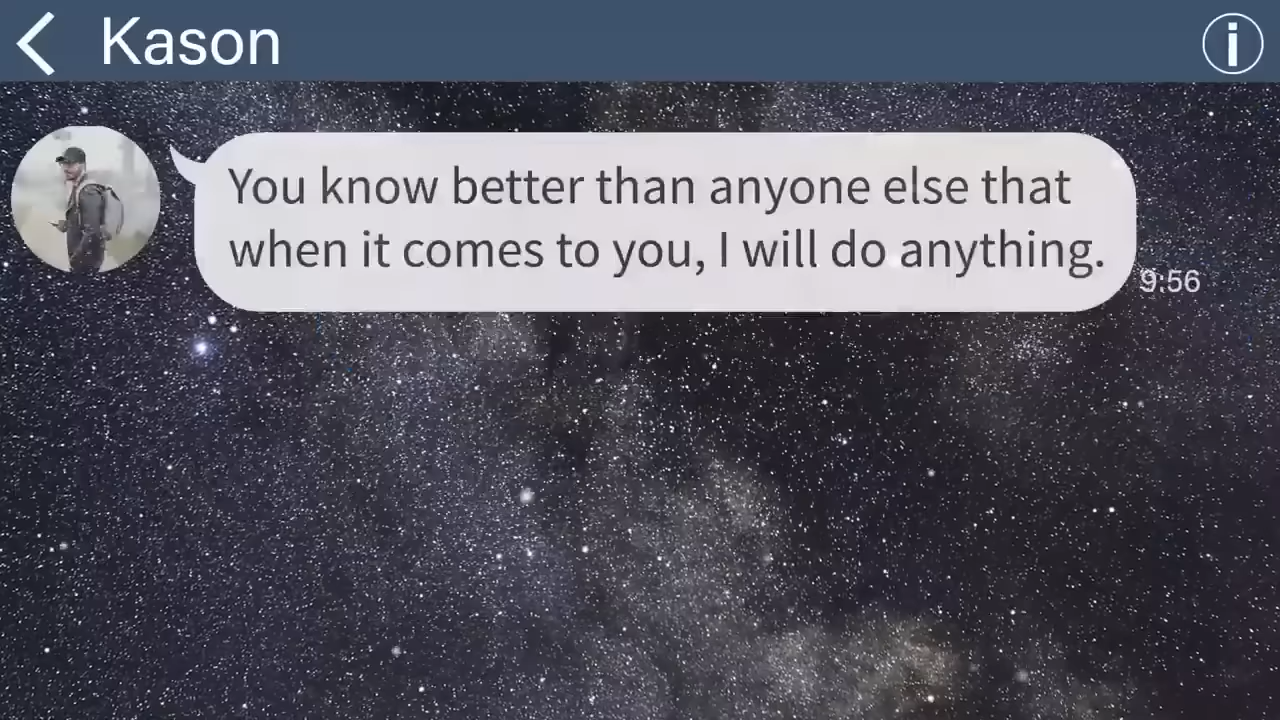 Kason
You know better than anyone else that
when it comes to you, I will do anything.
9:56